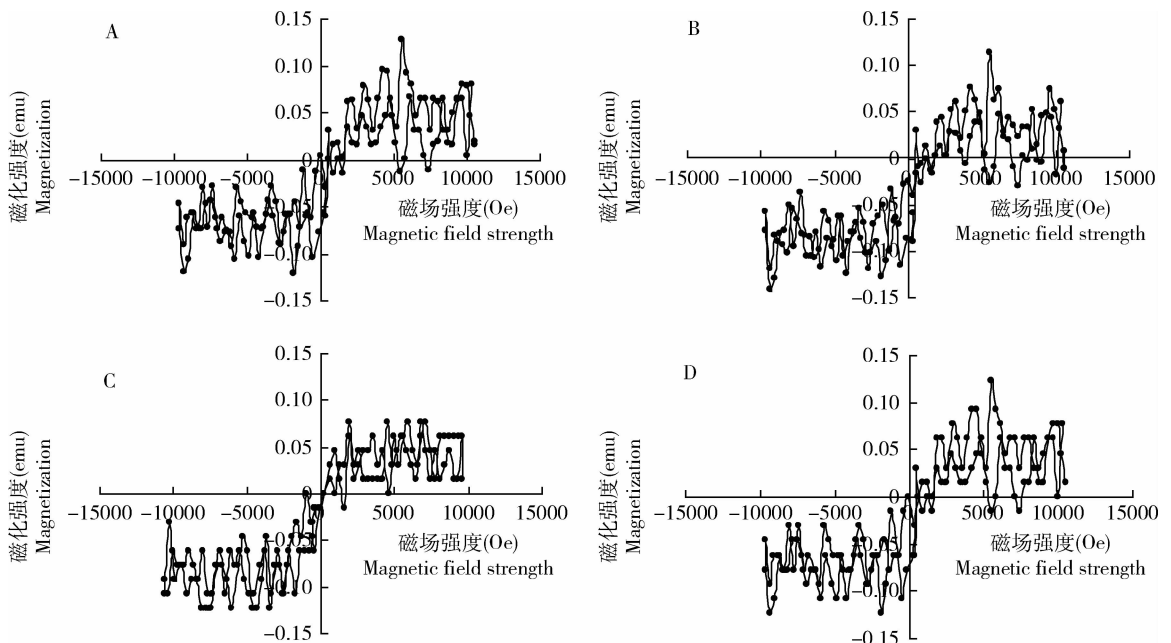 A
0.15
0.10
0.05
0
-0.10
-0.15
-15000 -10000 -5000 5000 10000 15000
磁化强度(emu)
Magnetization
磁场强度(Oe)
Magnetic field strength
B
0.15
0.10
0.05
0
-0.05
-0.10
-0.15
-15000 -10000 -5000 5000 10000 15000
磁化强度(emu)
Magnetization
磁场强度(Oe)
Magnetic field strength
C
0.15
0.10
0.05
0
-0.15
-15000 -10000 -5000 5000 10000 15000
磁化强度(emu)
Magnetization
磁场强度(Oe)
Magnetic field strength
D
0.15
0.10
0.05
0
-0.10
-0.15
-15000 -10000 -5000 5000 10000 15000
磁化强度(emu)
Magnetization
磁场强度(Oe)
Magnetic field strength